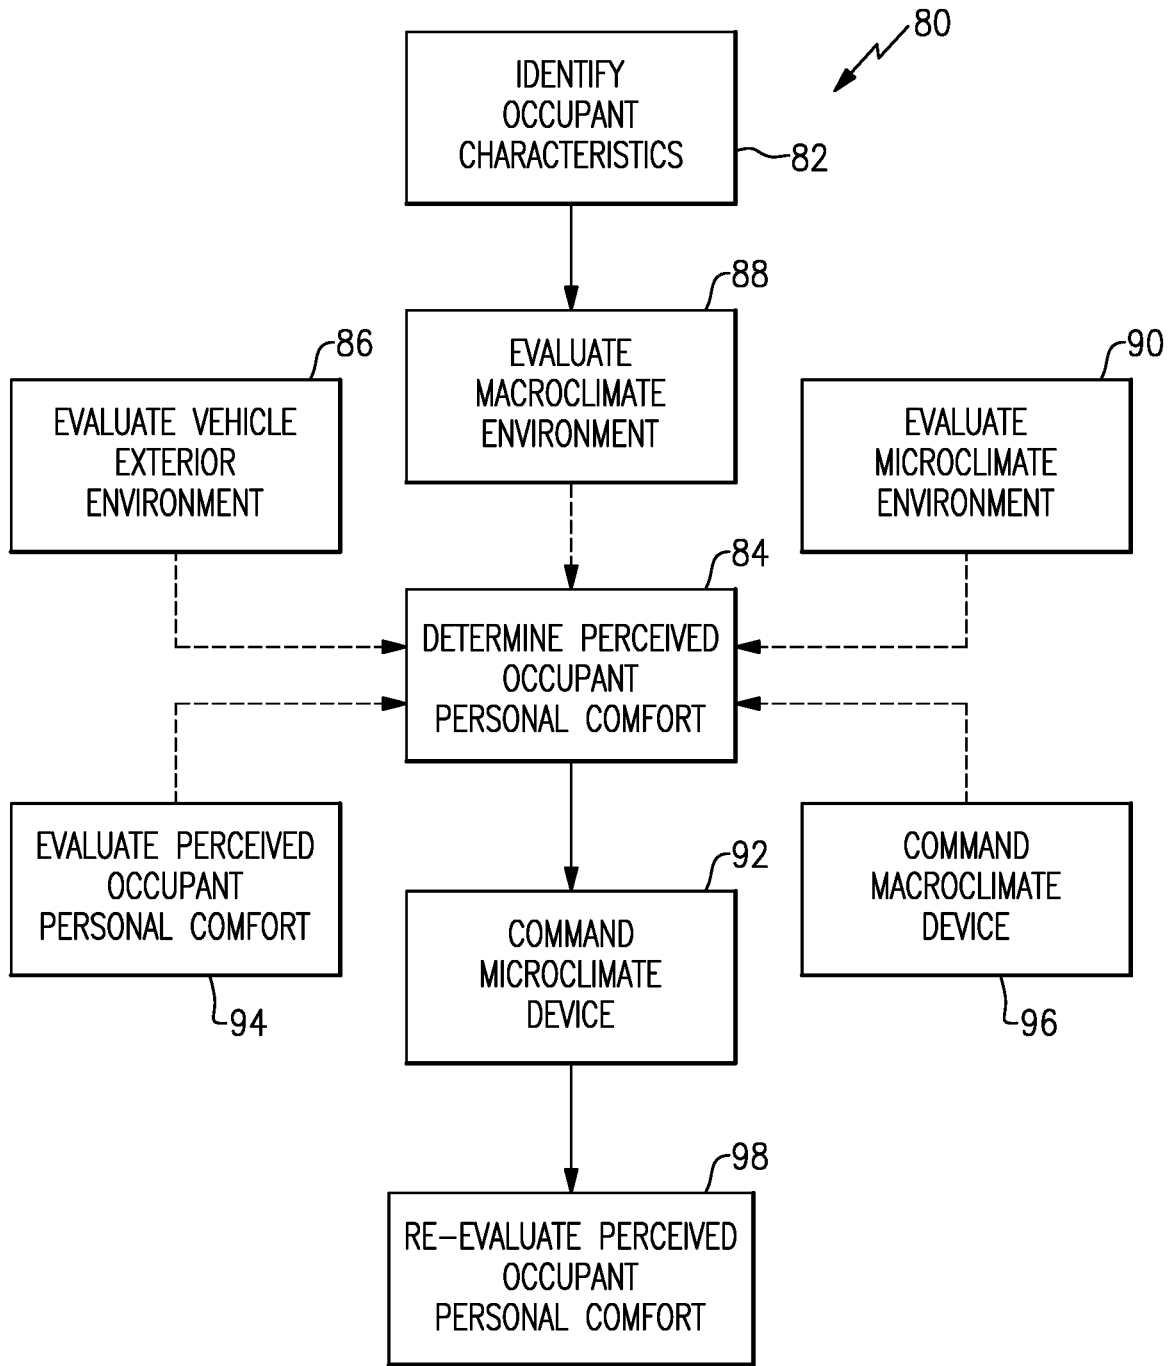 80
IDENTIFY
OCCUPANT
CHARACTERISTICS
82
88
EVALUATE
MACROCLIMATE
ENVIRONMENT
86
EVALUATE VEHICLE
EXTERIOR
ENVIRONMENT
90
EVALUATE
MICROCLIMATE
ENVIRONMENT
84
DETERMINE PERCEIVED
OCCUPANT
PERSONAL COMFORT
EVALUATE PERCEIVED
OCCUPANT
PERSONAL COMFORT
94
92
COMMAND
MICROCLIMATE
DEVICE
COMMAND
MACROCLIMATE
DEVICE
96
98
RE-EVALUATE PERCEIVED
OCCUPANT
PERSONAL COMFORT